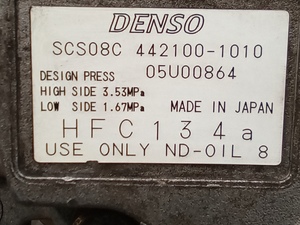 DENSO
SCS08C 442100-1010
DESIGN PRESS 05U00864
HIGH SIDE 3.53MPa
LOW SIDE 1.67MPa MADE IN JAPAN
HFC134a
USE ONLY ND-OIL 8